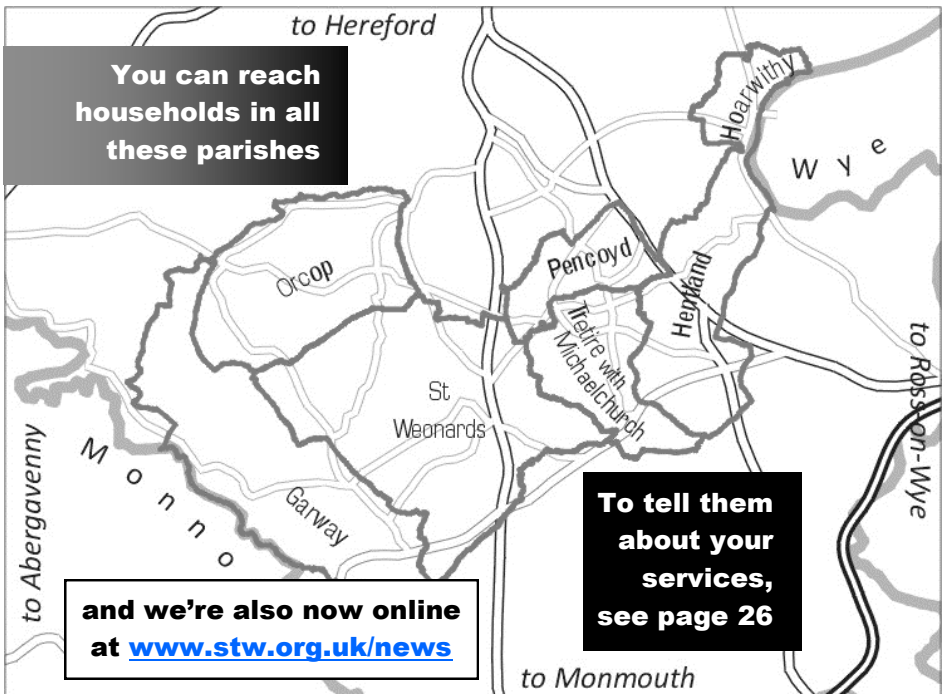 to Hereford
You can reach
households in all
these parishes
Hoarwithy
Wye
Orcop
Pencoyd
Hentland
Tretire with
Michaelchurch
St
Weonards
to Ross-on-Wye
to Abergavenny
Monno
Garway
To tell them
about your
services,
see page 26
and we're also now online
at www.stw.org.uk/news
to Monmouth